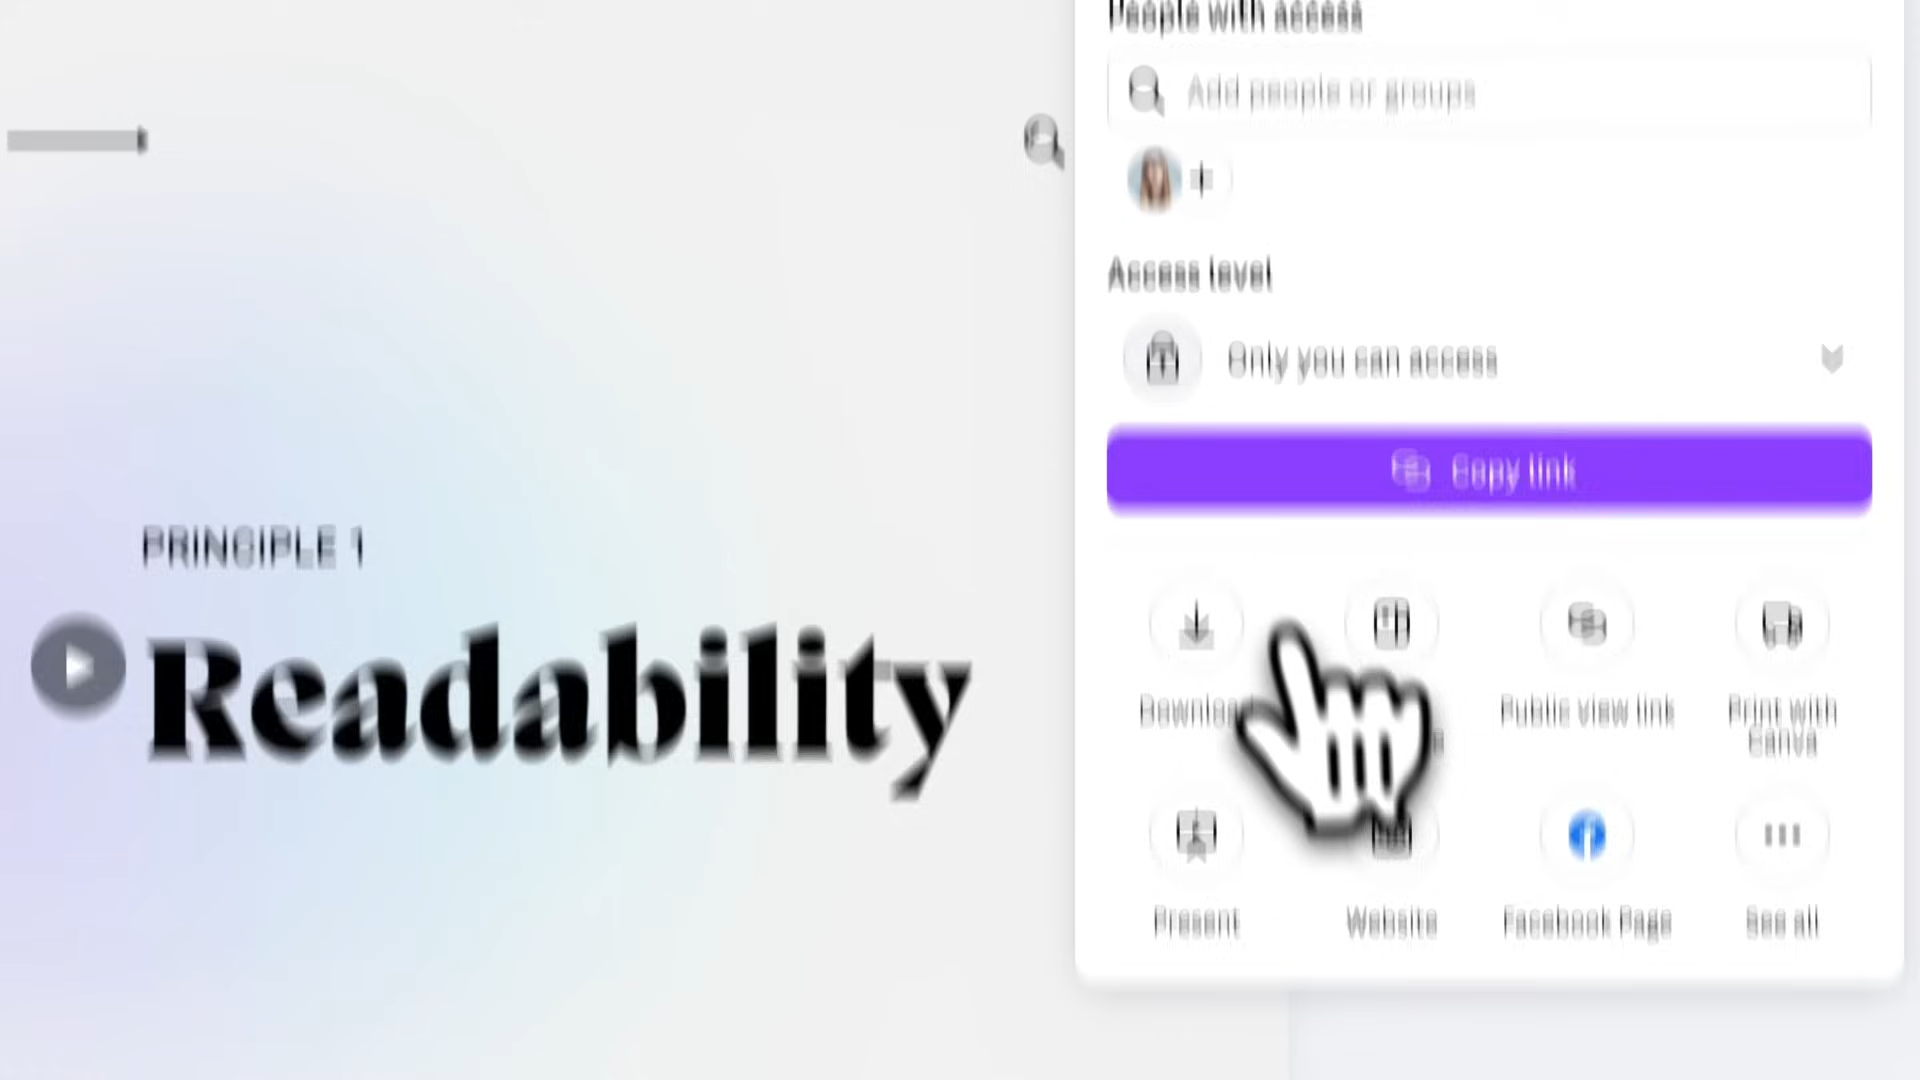 People with access
Add people or groups
Access level
Only you can access
Copy link
PRINCIPLE 1
Readability
Public view link
Print with
Canva
Present
Website
Facebook Page
See all